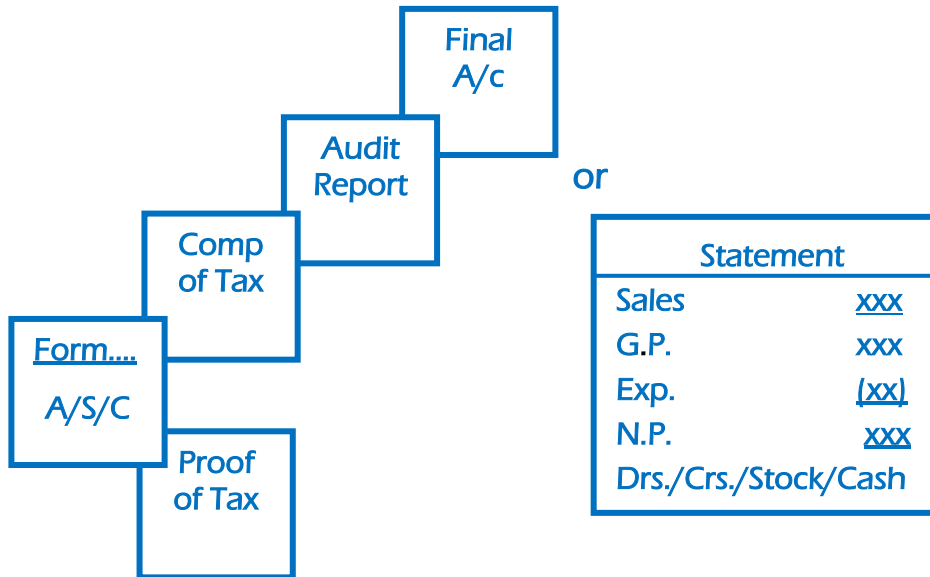 Final
A/c
Audit
Report
or
Comp
of Tax
Form....
A/S/C
Proof
of Tax
Statement
Sales xxx
G.P. xxx
Exp. (xx)
N.P. xxx
Drs./Crs./Stock/Cash